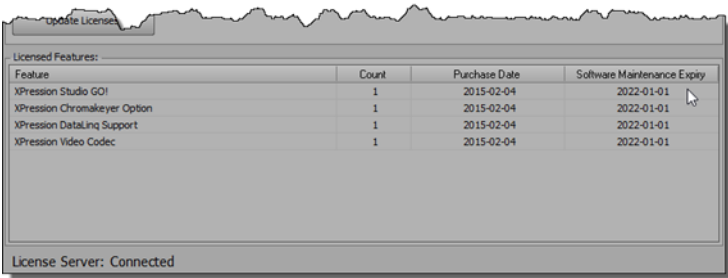 Update Licenses
Licensed Features:
Feature Count Purchase Date Software Maintenance Expiry
XPression Studio GO! 1 2015-02-04 2022-01-01
XPression Chromakeyer Option 1 2015-02-04 2022-01-01
XPression DataLinq Support 1 2015-02-04 2022-01-01
XPression Video Codec 1 2015-02-04 2022-01-01
License Server: Connected